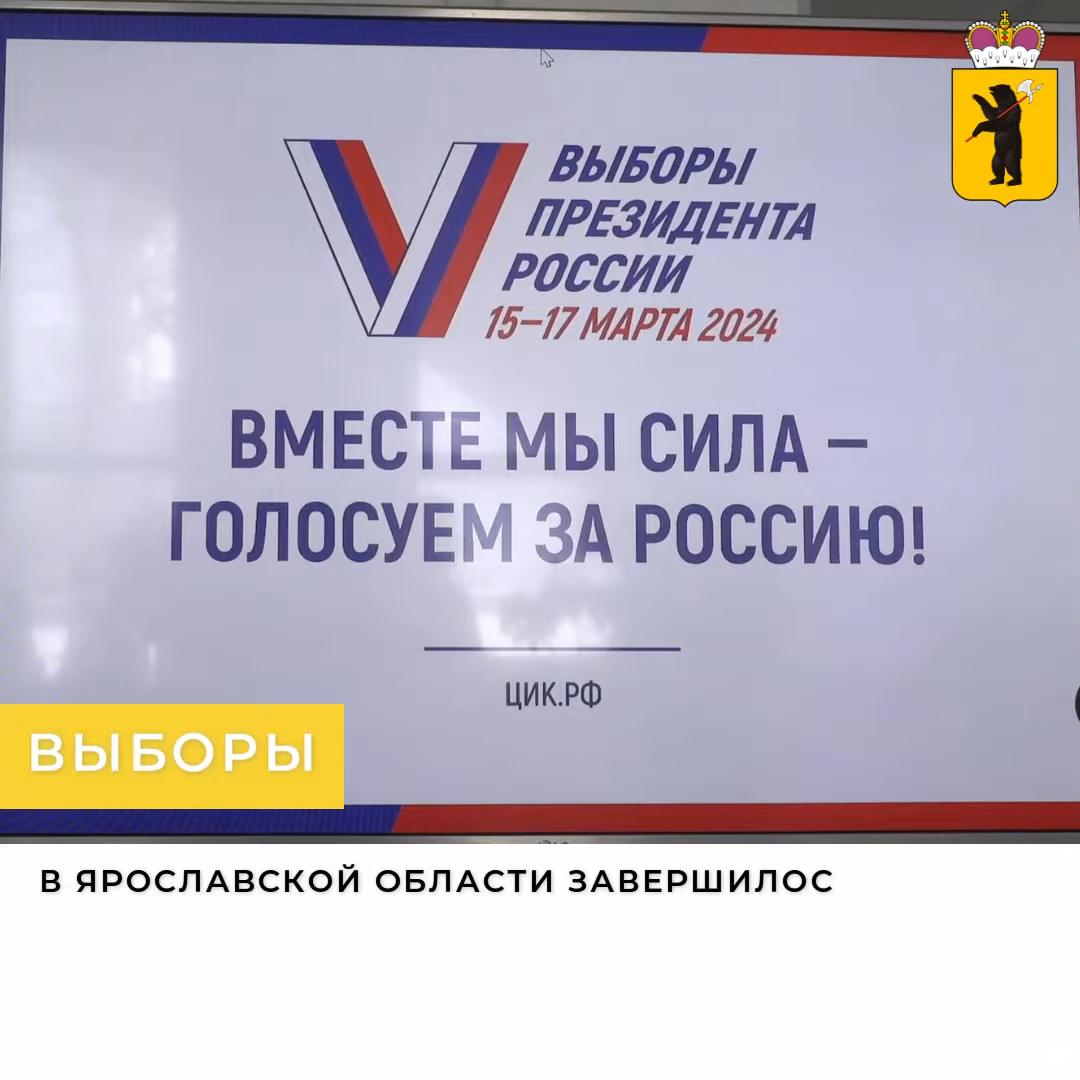 ВЫБОРЫ
ПРЕЗИДЕНТА
РОССИИ
15–17 МАРТА 2024
ВМЕСТЕ МЫ СИЛА –
ГОЛОСУЕМ ЗА РОССИЮ!
ЦИК.РФ
ВЫБОРЫ
В ЯРОСЛАВСКОЙ ОБЛАСТИ ЗАВЕРШИЛОС